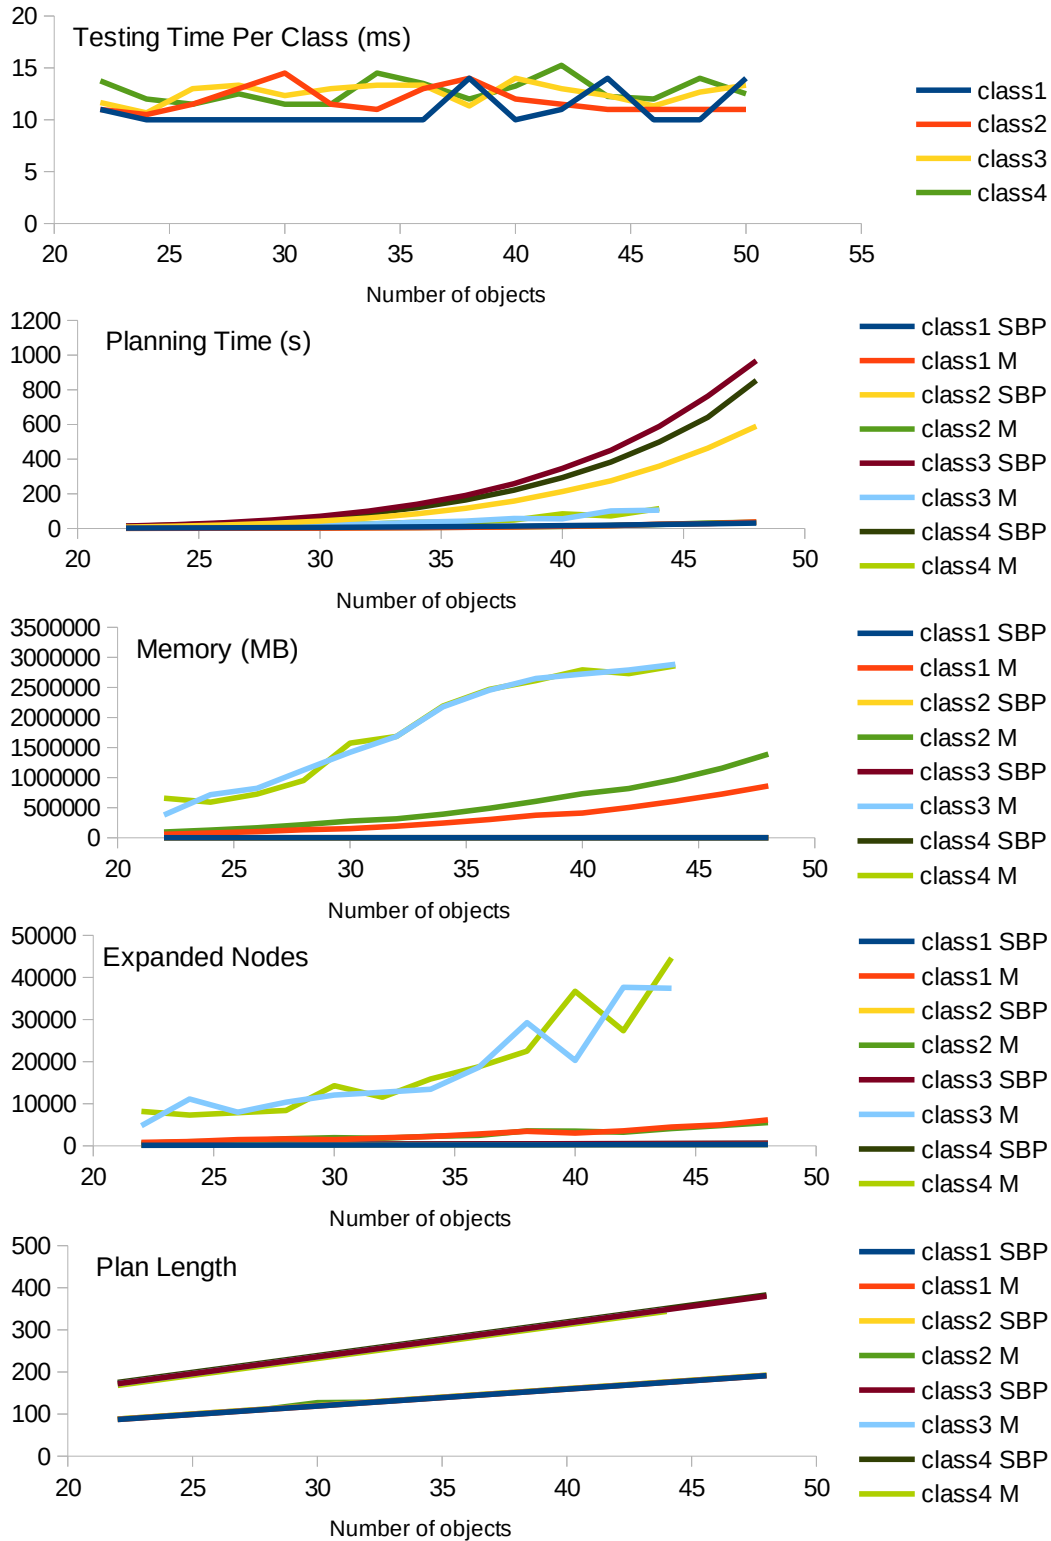 Testing Time Per Class (ms)
20
15
10
5
0
20 25 30 35 40 45 50 55
Number of objects
class1
class2
class3
class4
Planning Time (s)
1200
1000
800
600
400
200
0
20 25 30 35 40 45 50
Number of objects
class1 SBP
class1 M
class2 SBP
class2 M
class3 SBP
class3 M
class4 SBP
class4 M
Memory (MB)
3500000
3000000
2500000
2000000
1500000
1000000
500000
0
20 25 30 35 40 45 50
Number of objects
class1 SBP
class1 M
class2 SBP
class2 M
class3 SBP
class3 M
class4 SBP
class4 M
Expanded Nodes
50000
40000
30000
20000
10000
0
20 25 30 35 40 45 50
Number of objects
class1 SBP
class1 M
class2 SBP
class2 M
class3 SBP
class3 M
class4 SBP
class4 M
Plan Length
500
400
300
200
100
0
20 25 30 35 40 45 50
Number of objects
class1 SBP
class1 M
class2 SBP
class2 M
class3 SBP
class3 M
class4 SBP
class4 M